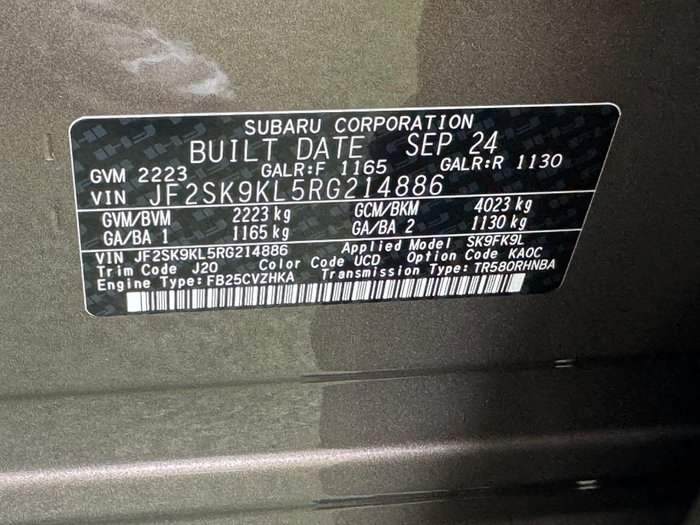 SUBARU CORPORATION
BUILT DATE SEP 24
GVM 2223 GALR:F 1165 GALR:R 1130
VIN JF2SK9KL5RG214886
GVM/BVM 2223 kg GCM/BKM 4023 kg
GA/BA 1 1165 kg GA/BA 2 1130 kg
VIN JF2SK9KL5RG214886 Applied Model SK9FK9L
Trim Code J20 Color Code UCD Option Code KAOC
Engine Type:FB25CVZHKA Transmission Type:TR580RHNBA